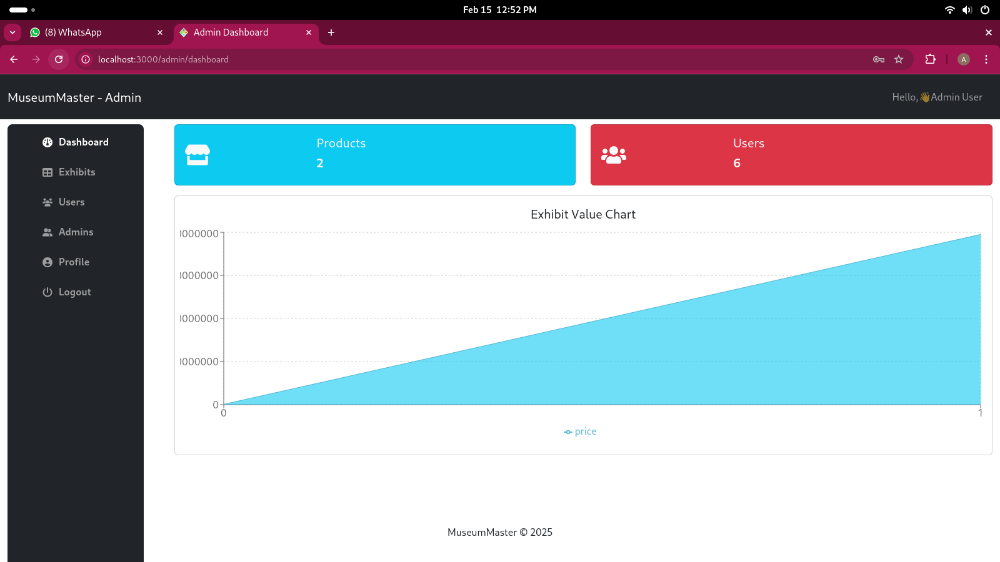 Feb 15 12:52 PM
(8) WhatsApp
Admin Dashboard
localhost:3000/admin/dashboard
A
MuseumMaster - Admin
Hello,👋Admin User
Dashboard
Exhibits
Users
Admins
Profile
Logout
Products
2
Users
6
Exhibit Value Chart
0
0
1
price
MuseumMaster © 2025